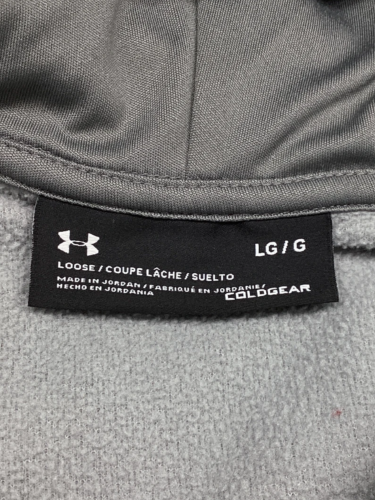 LG / G
LOOSE / COUPE LÂCHE / SUELTO
MADE IN JORDAN / FABRIQUÉ EN JORDANIE /
HECHO EN JORDANIA
COLDGEAR